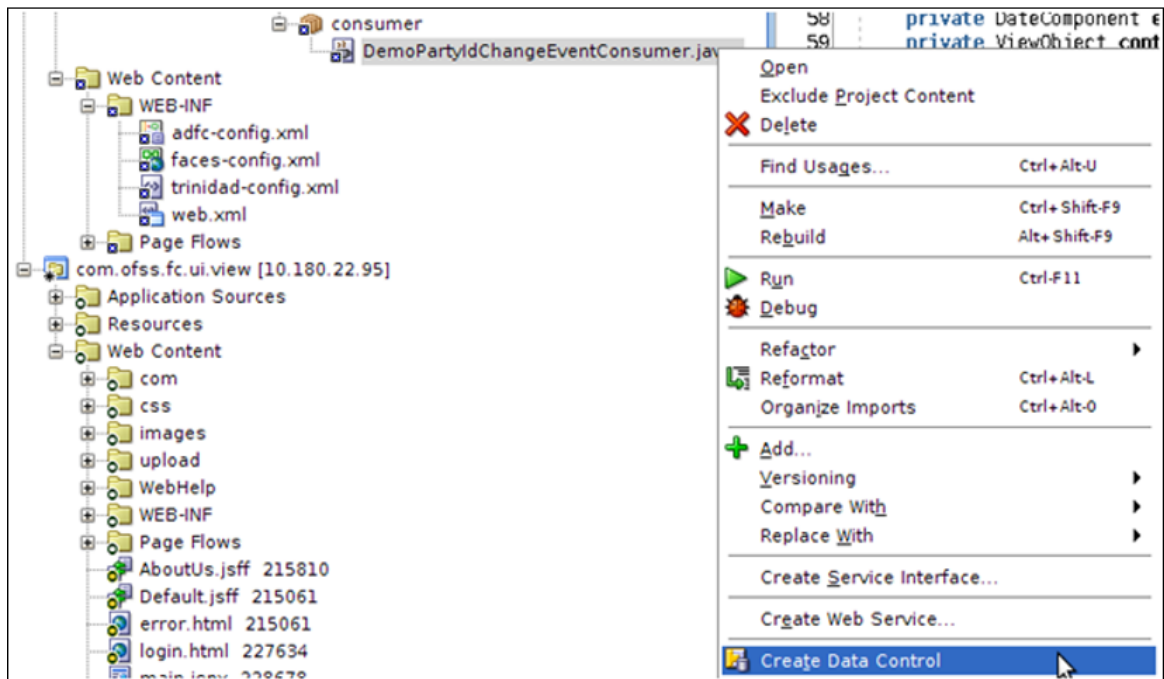 consumer
DemoPartyIdChangeEventConsumer.jav
Web Content
WEB-INF
adfc-config.xml
faces-config.xml
trinidad-config.xml
web.xml
Page Flows
com.ofss.fc.ui.view [10.180.22.95]
Application Sources
Resources
Web Content
com
css
images
upload
WebHelp
WEB-INF
Page Flows
AboutUs.jsff 215810
Default.jsff 215061
error.html 215061
login.html 227634
main.jspx 228678
58 private DateComponent e
59 private ViewObject cont
Open
Exclude Project Content
Delete
Find Usages... Ctrl+Alt-U
Make Ctrl+Shift-F9
Rebuild Alt+Shift-F9
Run Ctrl-F11
Debug
Refactor
Reformat Ctrl+Alt-L
Organize Imports Ctrl+Alt-O
Add...
Versioning
Compare With
Replace With
Create Service Interface...
Create Web Service...
Create Data Control